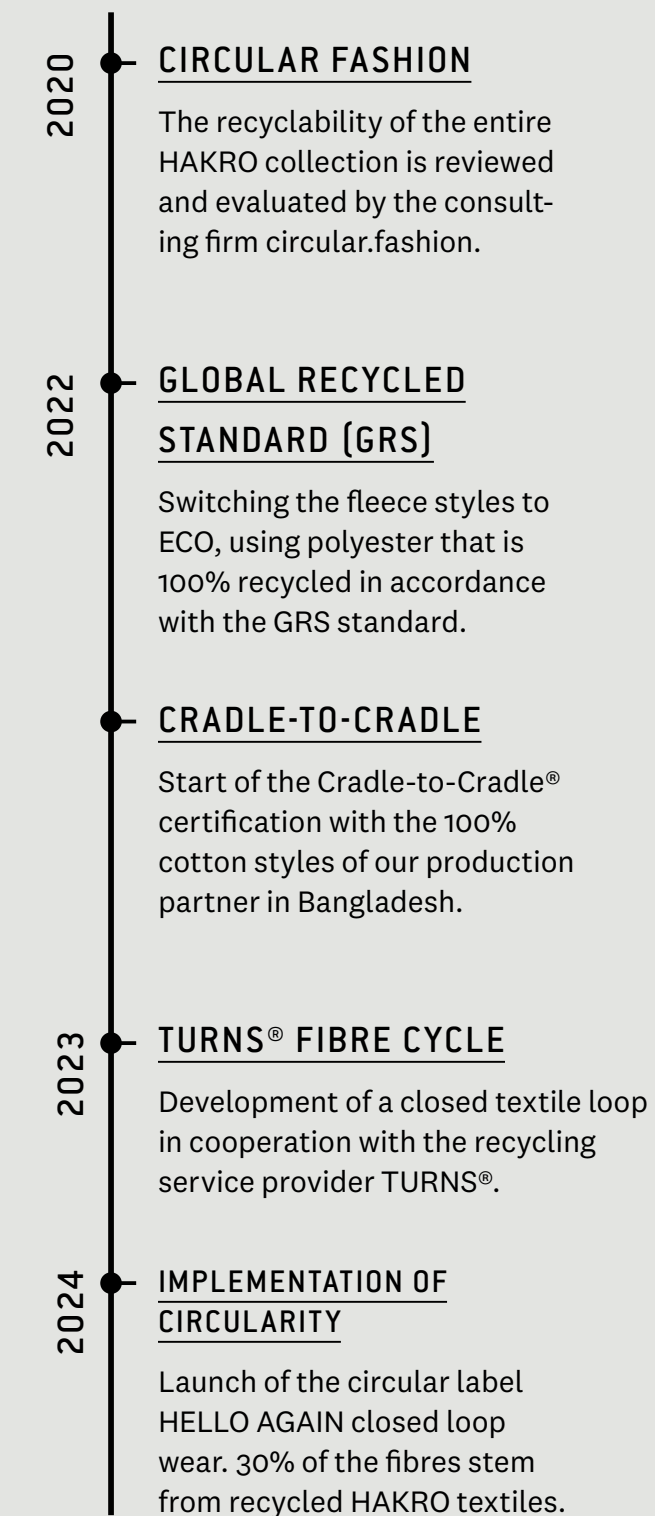 2020
CIRCULAR FASHION
The recyclability of the entire
HAKRO collection is reviewed
and evaluated by the consult-
ing firm circular.fashion.
2022
GLOBAL RECYCLED
STANDARD (GRS)
Switching the fleece styles to
ECO, using polyester that is
100% recycled in accordance
with the GRS standard.
CRADLE-TO-CRADLE
Start of the Cradle-to-Cradle®
certification with the 100%
cotton styles of our production
partner in Bangladesh.
2023
TURNS® FIBRE CYCLE
Development of a closed textile loop
in cooperation with the recycling
service provider TURNS®.
2024
IMPLEMENTATION OF
CIRCULARITY
Launch of the circular label
HELLO AGAIN closed loop
wear. 30% of the fibres stem
from recycled HAKRO textiles.